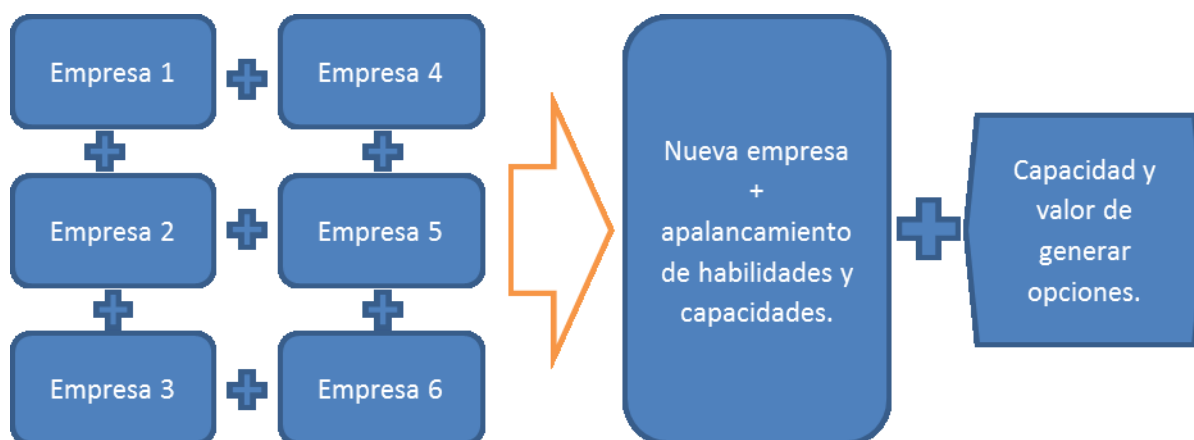 Empresa 1
Empresa 4
Empresa 2
Empresa 5
Empresa 3
Empresa 6
Nueva empresa
+
apalancamiento
de habilidades y
capacidades.
Capacidad y
valor de
generar
opciones.